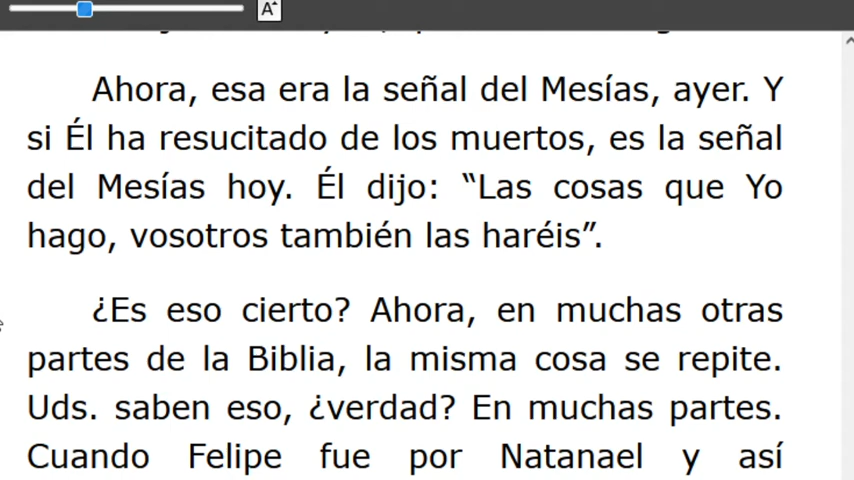 A
Ahora, esa era la señal del Mesías, ayer. Y
si Él ha resucitado de los muertos, es la señal
del Mesías hoy. Él dijo: “Las cosas que Yo
hago, vosotros también las haréis”.
¿Es eso cierto? Ahora, en muchas otras
partes de la Biblia, la misma cosa se repite.
Uds. saben eso, ¿verdad? En muchas partes.
Cuando Felipe fue por Natanael y así